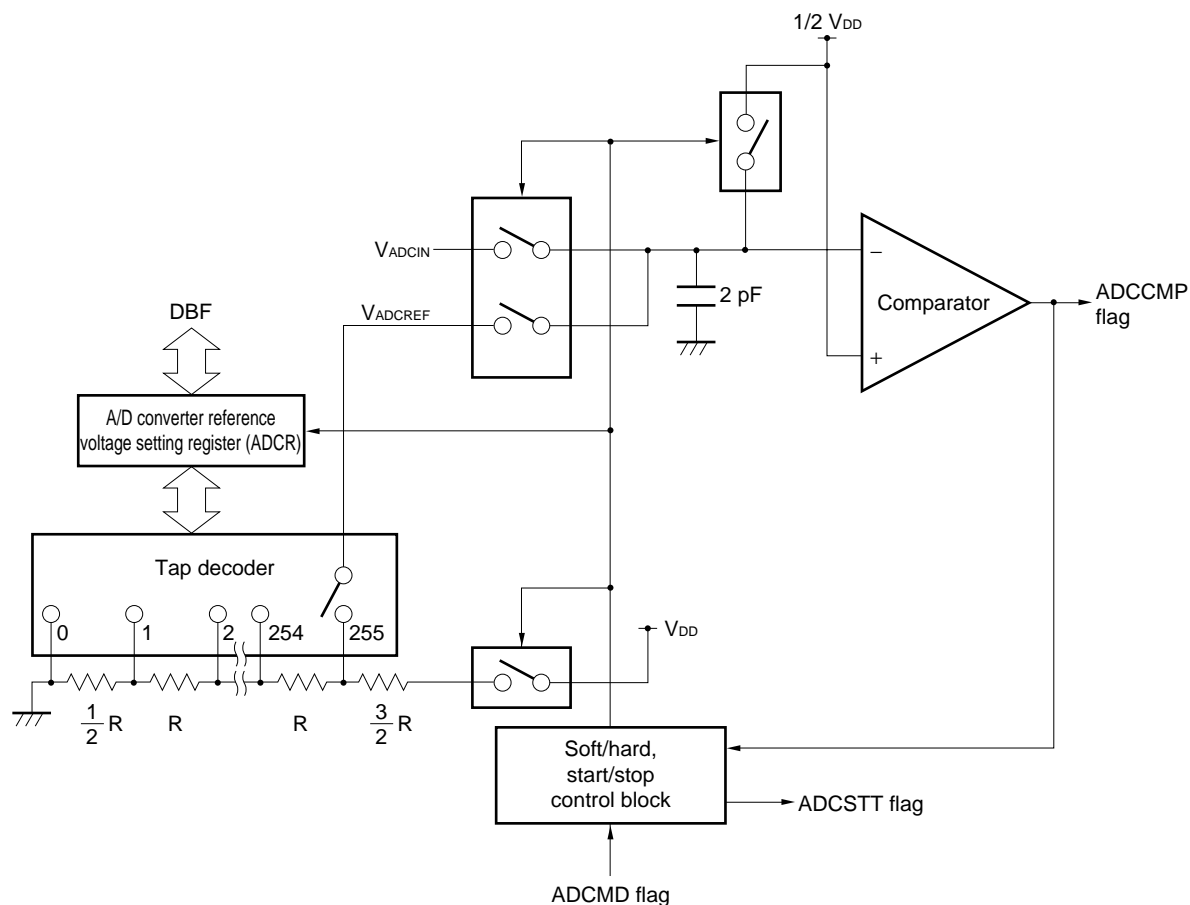 1/2 VDD
VADCIN
VADCREF
2 pF
−
+
Comparator
ADCCMP
flag
DBF
A/D converter reference
voltage setting register (ADCR)
Tap decoder
0
1
2
254
255
1/2 R
R
R
3/2 R
VDD
Soft/hard,
start/stop
control block
ADCSTT flag
ADCMD flag